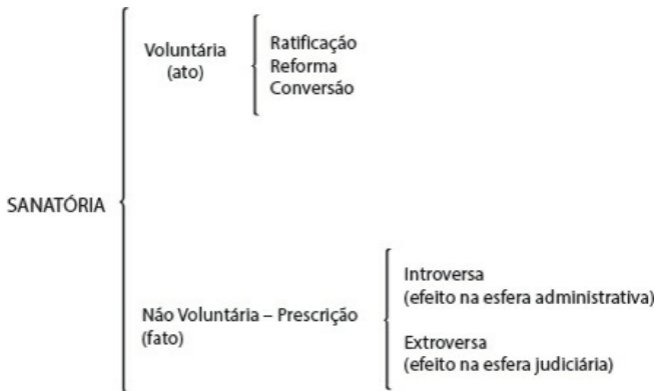 SANATÓRIA
Voluntária
(ato)
Ratificação
Reforma
Conversão
Não Voluntária – Prescrição
(fato)
Introversa
(efeito na esfera administrativa)
Extroversa
(efeito na esfera judiciária)